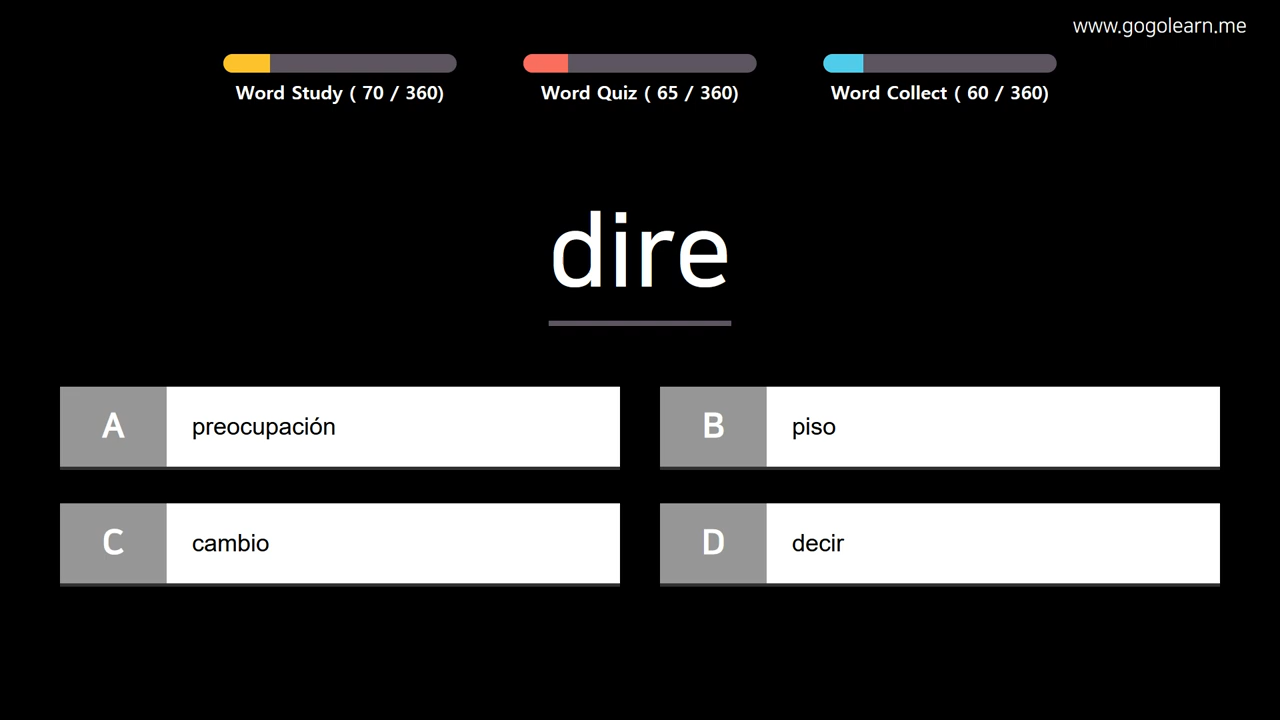 www.gogolearn.me
Word Study ( 70 / 360)
Word Quiz ( 65 / 360)
Word Collect ( 60 / 360)
dire
A preocupación
B piso
C cambio
D decir